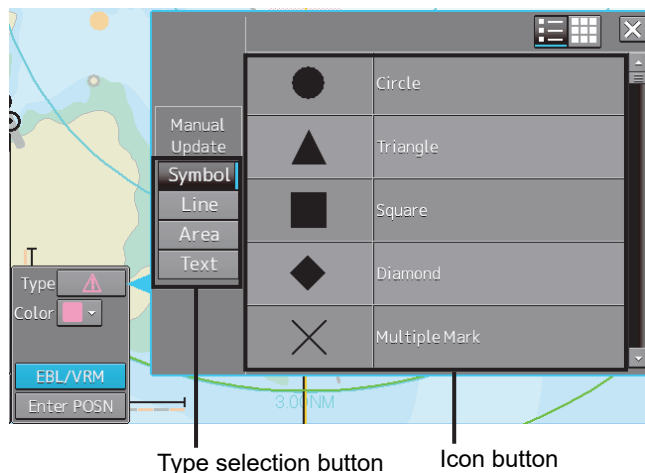 Circle
Manual
Update
Triangle
Symbol
Line
Square
Area
Text
Diamond
Type
Color
Multiple Mark
EBL/VRM
Enter POSN
3.00NM
Type selection button
Icon button